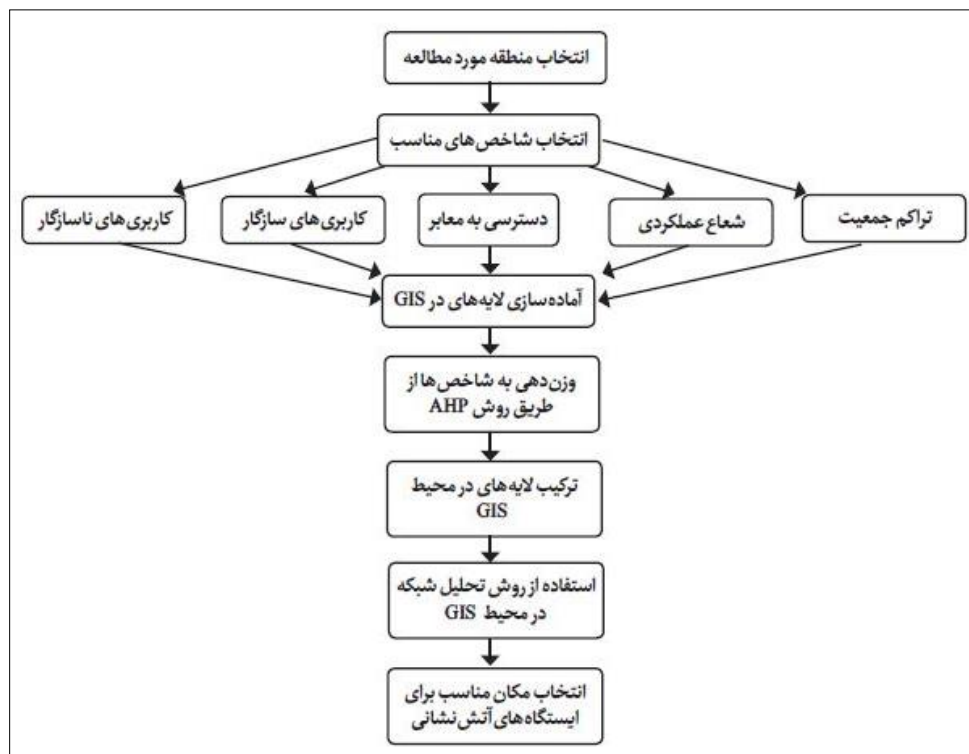 انتخاب منطقه مورد مطالعه
انتخاب شاخص‌های مناسب
تراکم جمعیت
شعاع عملکردی
دسترسی به معابر
کاربری‌های سازگار
کاربری‌های ناسازگار
آماده‌سازی لایه‌های در GIS
وزن‌دهی به شاخص‌ها از
طریق روش AHP
ترکیب لایه‌های در محیط
GIS
استفاده از روش تحلیل شبکه
در محیط GIS
انتخاب مکان مناسب برای
ایستگاه‌های آتش‌نشانی